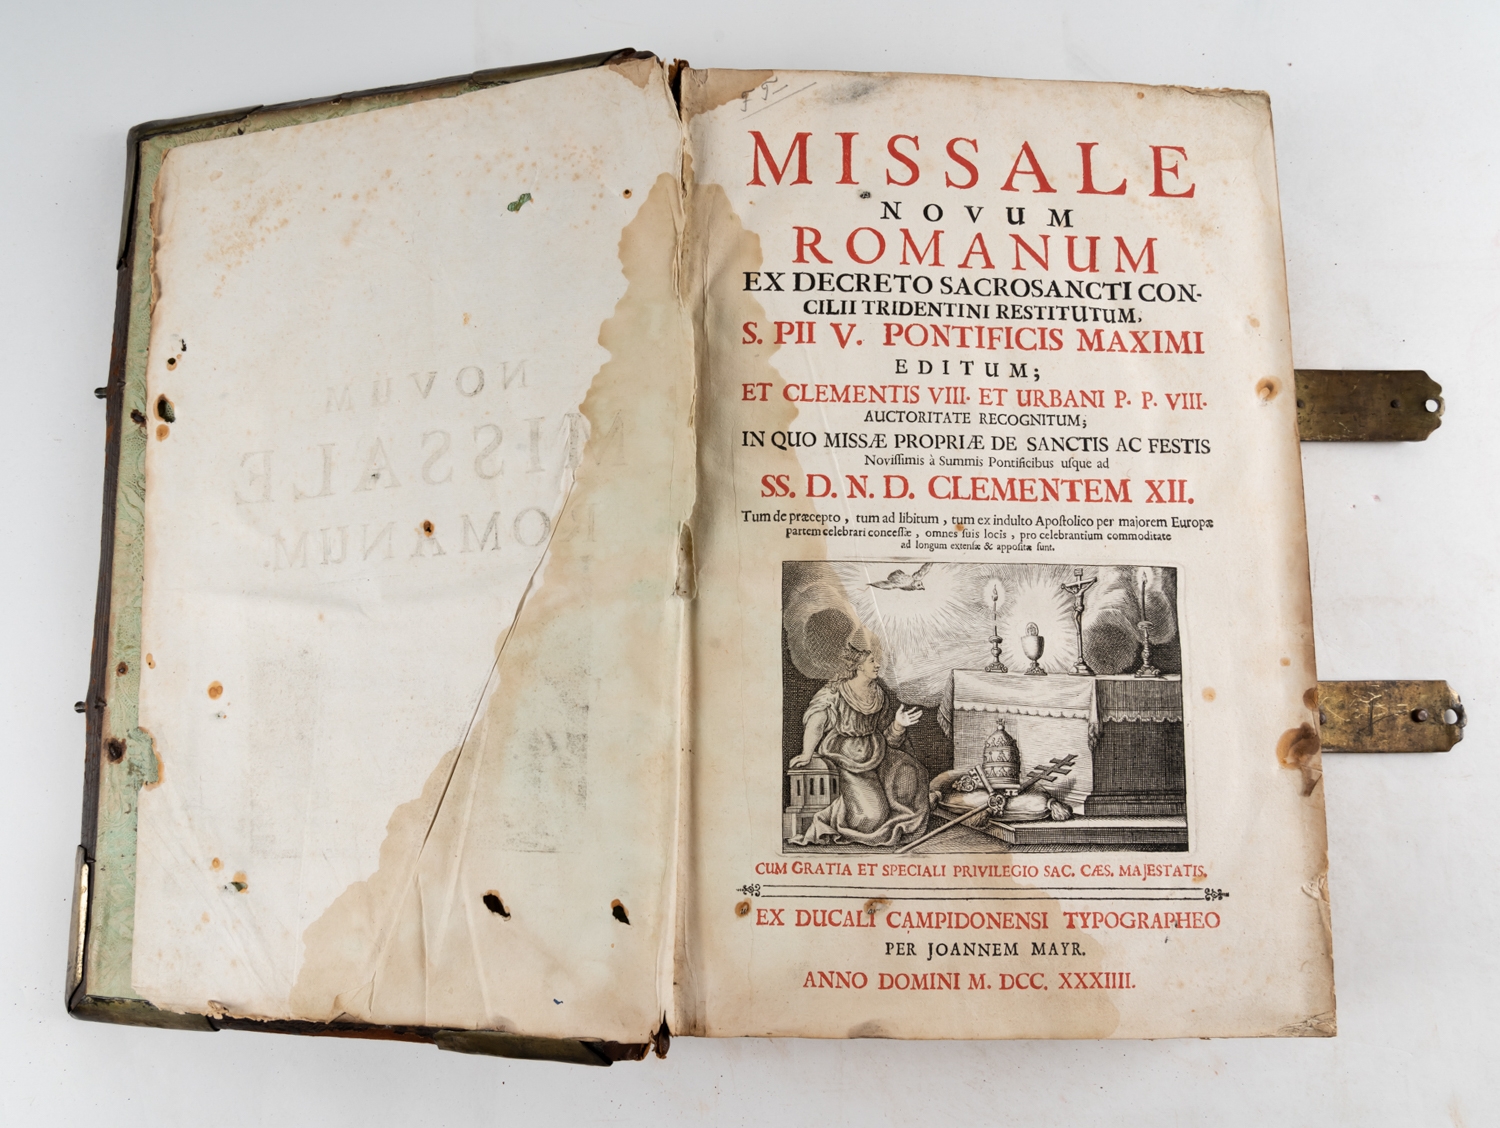 F T
NOVUM
MISSALE
ROMANUM.
MISSALE
NOVUM
ROMANUM
EX DECRETO SACROSANCTI CON-
CILII TRIDENTINI RESTITUTUM,
S. PII V. PONTIFICIS MAXIMI
EDITUM;
ET CLEMENTIS VIII. ET URBANI P. P. VIII.
AUCTORITATE RECOGNITUM;
IN QUO MISSÆ PROPRIÆ DE SANCTIS AC FESTIS
Noviſſimis à Summis Pontificibus uſque ad
SS. D. N. D. CLEMENTEM XII.
Tum de præcepto, tum ad libitum, tum ex indulto Apoſtolico per majorem Europæ
partem celebrari conceſſæ, omnes ſuis locis, pro celebrantium commoditate
ad longum extenſæ & appoſitæ ſunt.
CUM GRATIA ET SPECIALI PRIVILEGIO SAC. CÆS. MAJESTATIS.
EX DUCALI CAMPIDONENSI TYPOGRAPHEO
PER JOANNEM MAYR.
ANNO DOMINI M. DCC. XXXIIII.